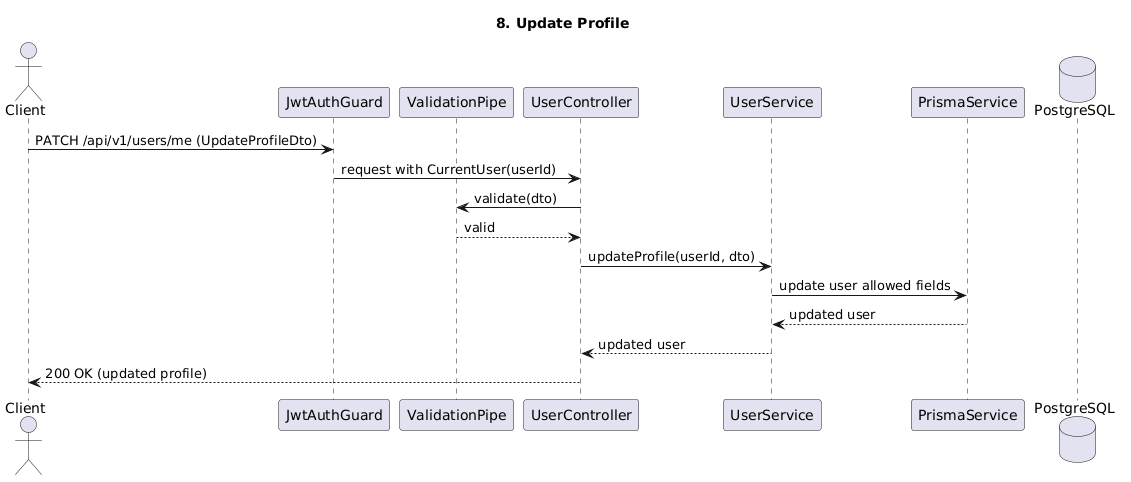 8. Update Profile
Client
JwtAuthGuard
ValidationPipe
UserController
UserService
PrismaService
PostgreSQL
PATCH /api/v1/users/me (UpdateProfileDto)
request with CurrentUser(userId)
validate(dto)
valid
updateProfile(userId, dto)
update user allowed fields
updated user
updated user
200 OK (updated profile)
Client
JwtAuthGuard
ValidationPipe
UserController
UserService
PrismaService
PostgreSQL